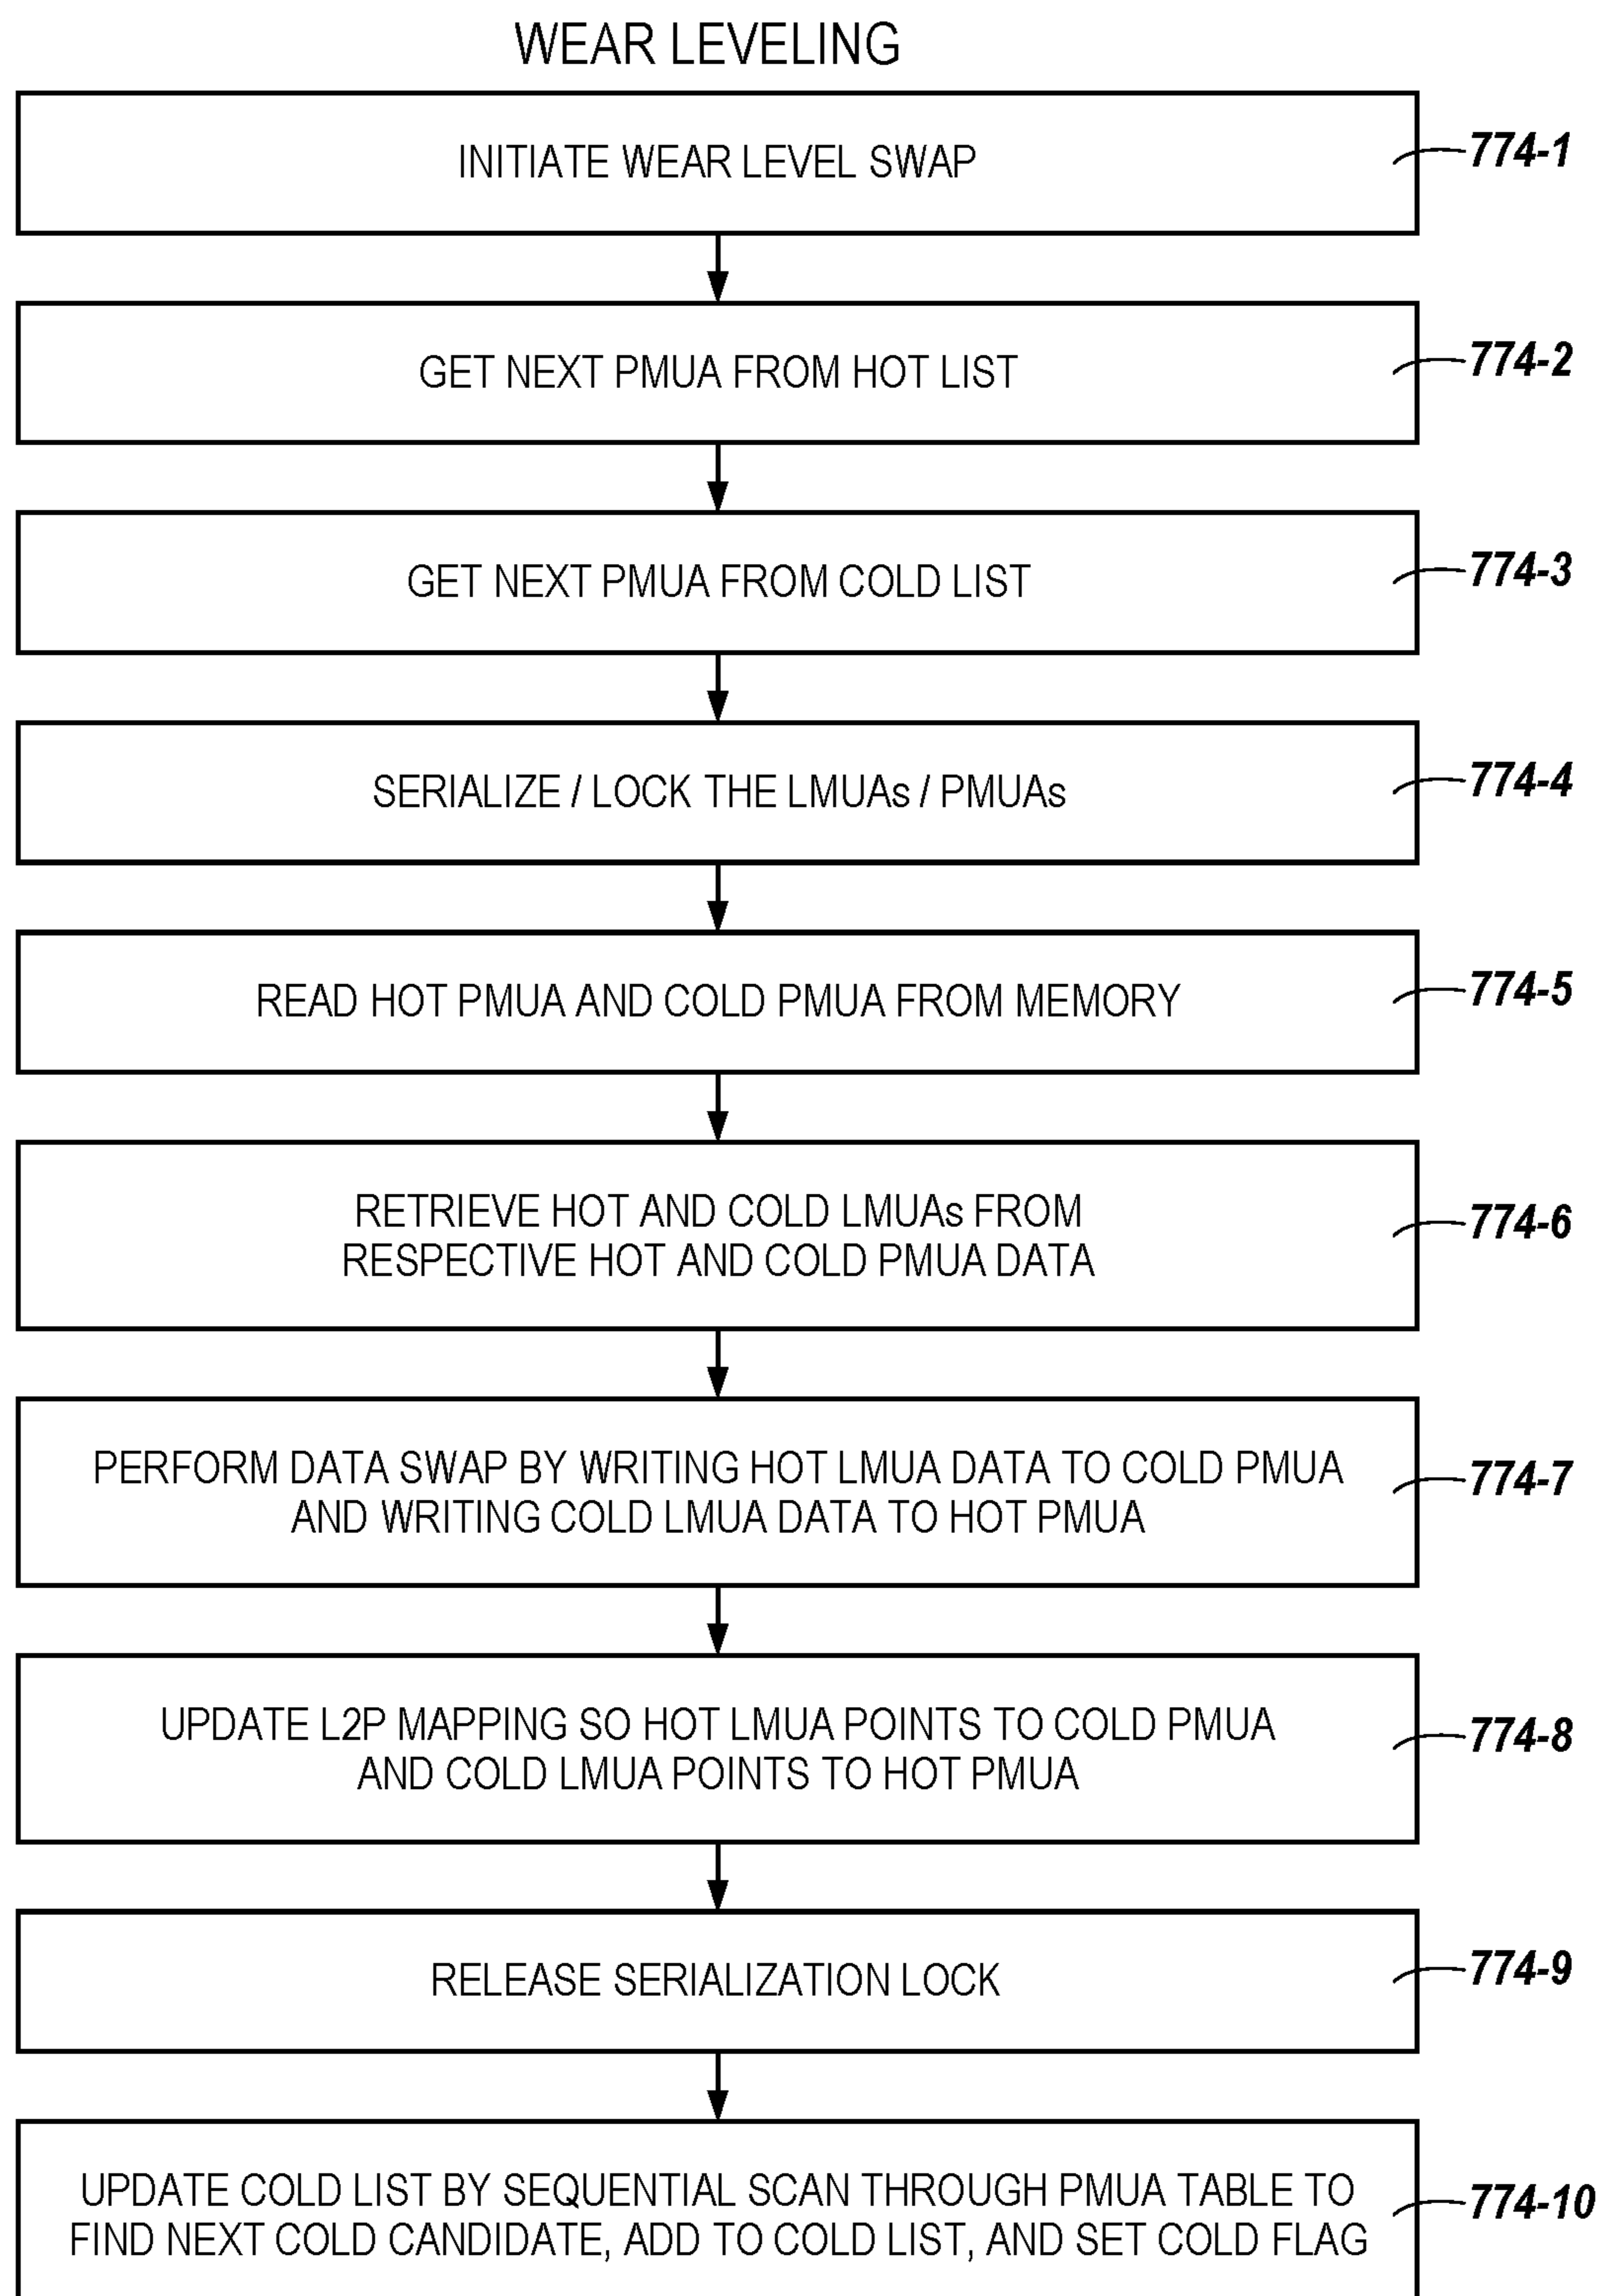 WEAR LEVELING
INITIATE WEAR LEVEL SWAP
774-1
GET NEXT PMUA FROM HOT LIST
774-2
GET NEXT PMUA FROM COLD LIST
774-3
SERIALIZE / LOCK THE LMUAs / PMUAs
774-4
READ HOT PMUA AND COLD PMUA FROM MEMORY
774-5
RETRIEVE HOT AND COLD LMUAs FROM
RESPECTIVE HOT AND COLD PMUA DATA
774-6
PERFORM DATA SWAP BY WRITING HOT LMUA DATA TO COLD PMUA
AND WRITING COLD LMUA DATA TO HOT PMUA
774-7
UPDATE L2P MAPPING SO HOT LMUA POINTS TO COLD PMUA
AND COLD LMUA POINTS TO HOT PMUA
774-8
RELEASE SERIALIZATION LOCK
774-9
UPDATE COLD LIST BY SEQUENTIAL SCAN THROUGH PMUA TABLE TO
FIND NEXT COLD CANDIDATE, ADD TO COLD LIST, AND SET COLD FLAG
774-10